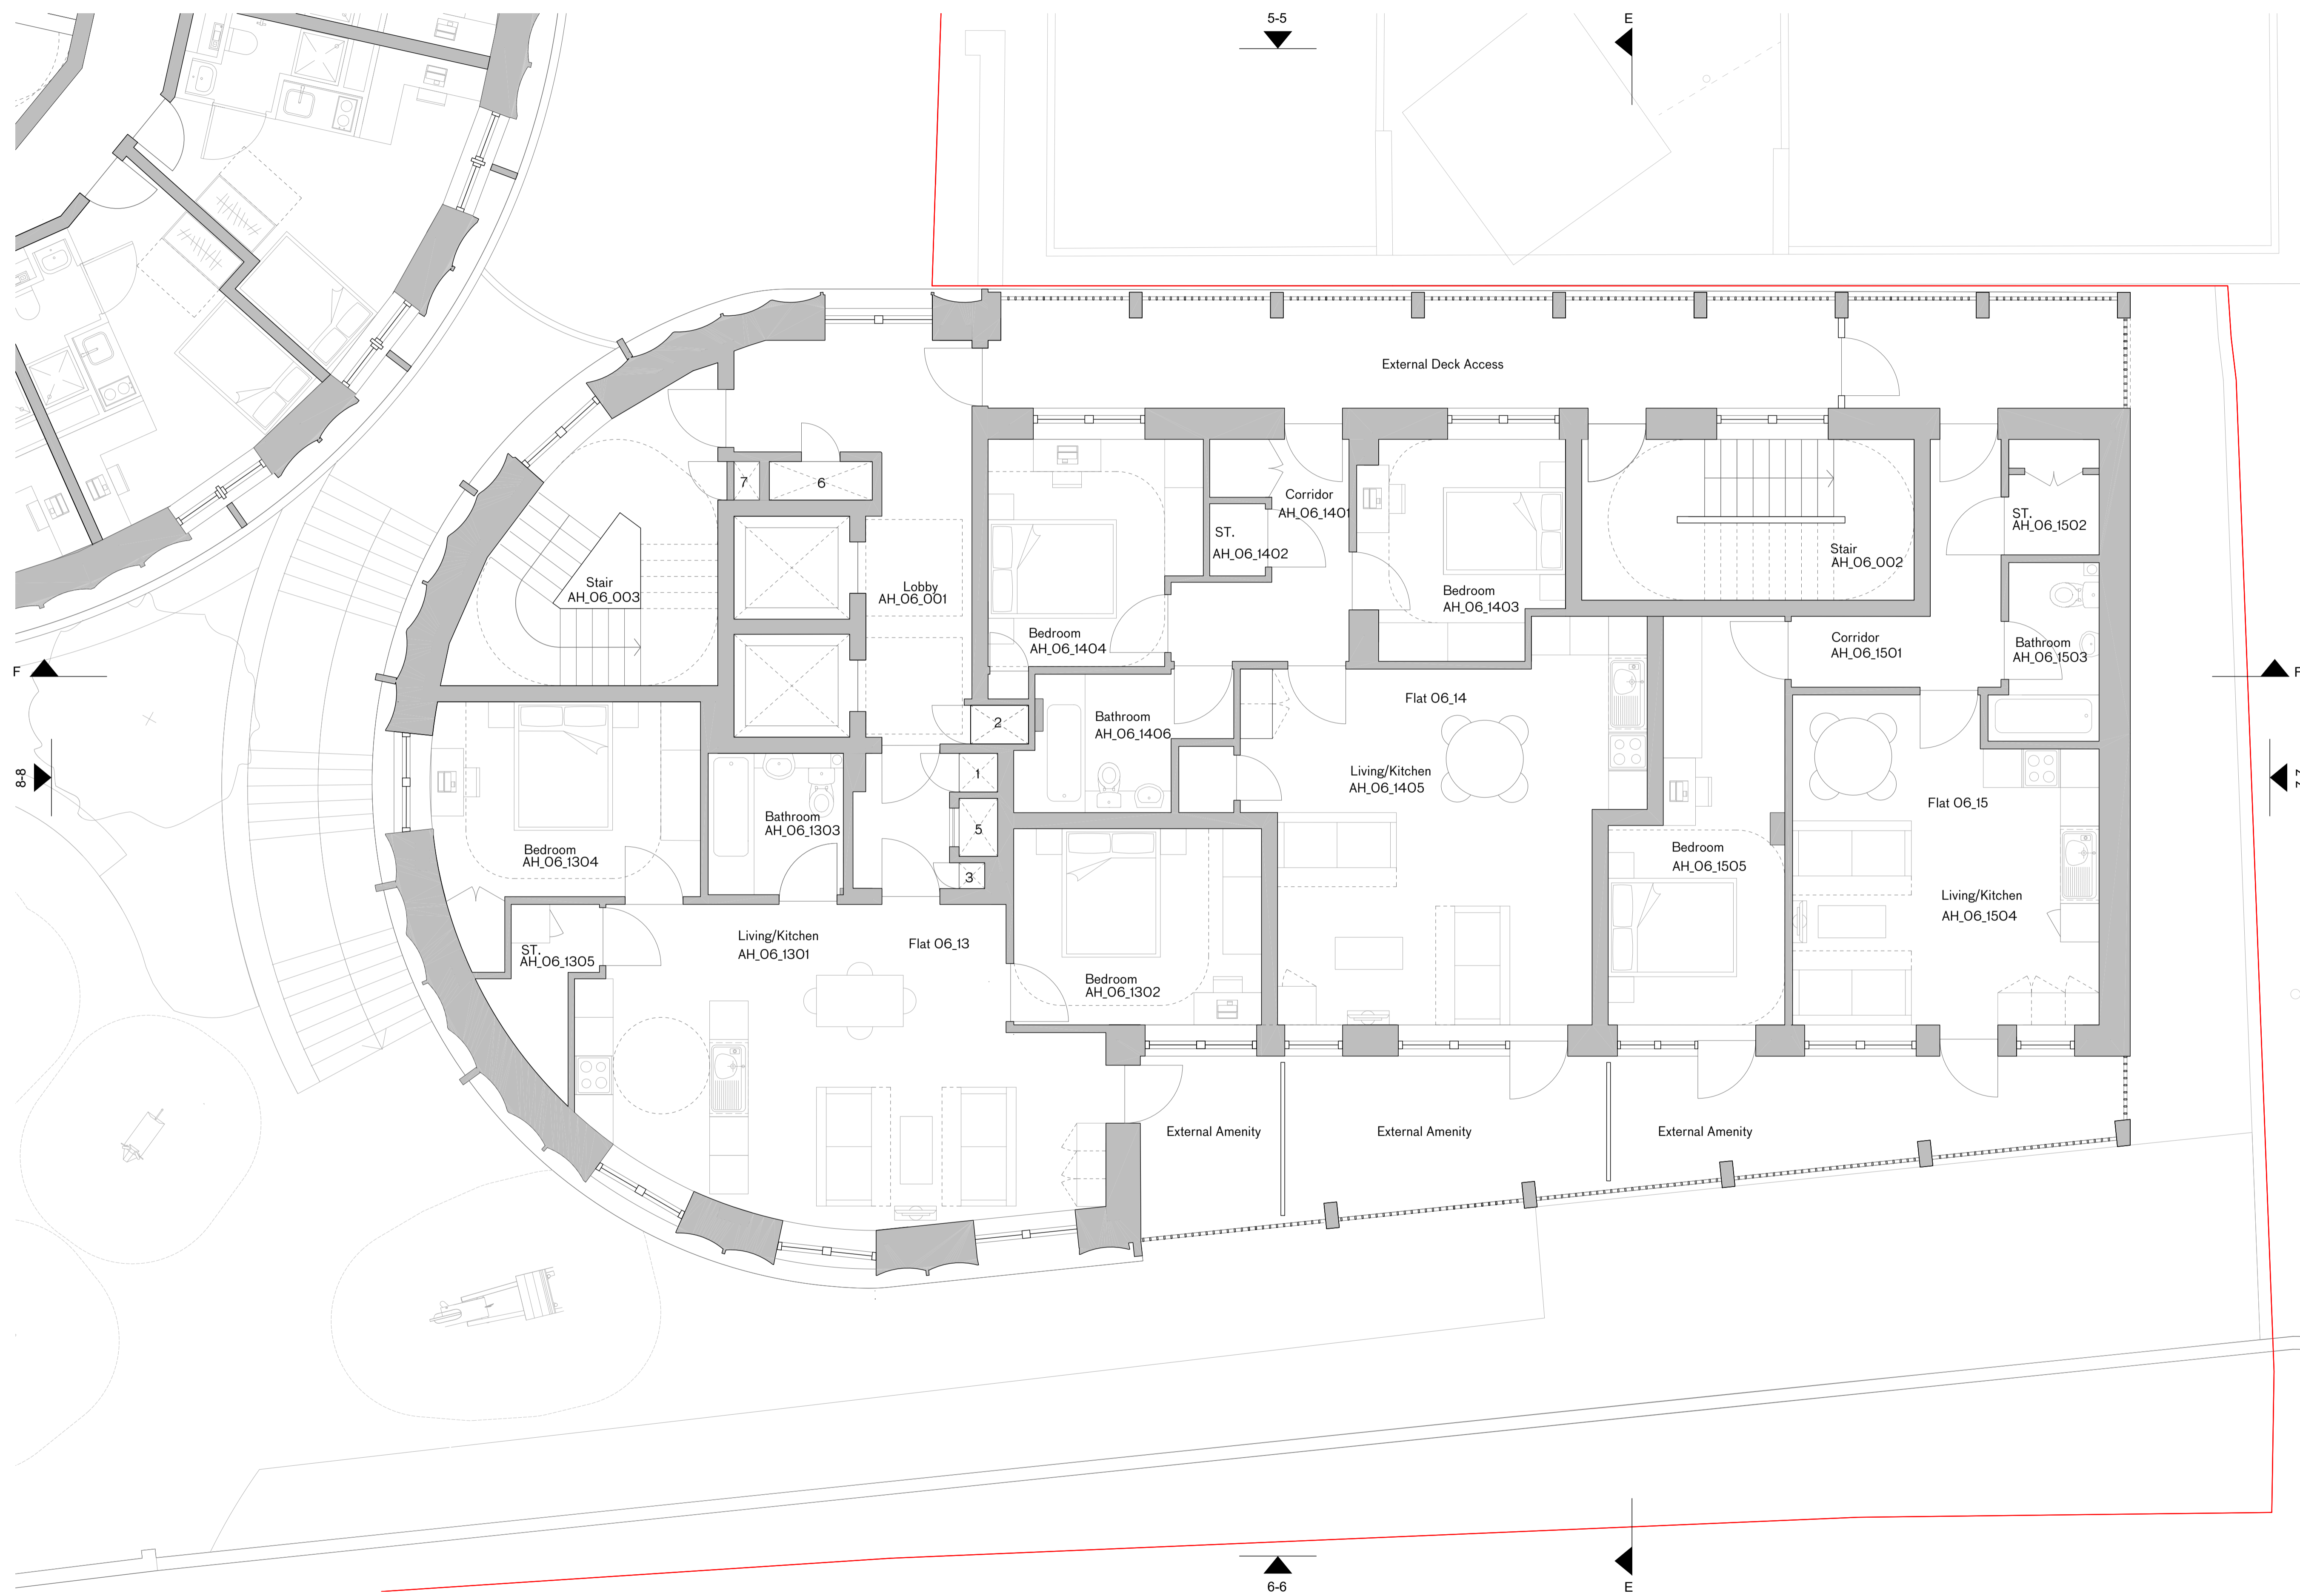 5-5
E
External Deck Access
7
6
Corridor
AH_06_1401
ST.
AH_06_1402
ST.
AH_06_1502
Stair
AH_06_002
Stair
AH_06_003
Lobby
AH_06_001
Bedroom
AH_06_1403
Bedroom
AH_06_1404
Corridor
AH_06_1501
Bathroom
AH_06_1503
F
F
Flat 06_14
2
Bathroom
AH_06_1406
1
Living/Kitchen
AH_06_1405
8-8
Flat 06_15
Bathroom
AH_06_1303
5
Bedroom
AH_06_1304
Bedroom
AH_06_1505
3
Living/Kitchen
AH_06_1504
Living/Kitchen
AH_06_1301
Flat 06_13
ST.
AH_06_1305
Bedroom
AH_06_1302
External Amenity
External Amenity
External Amenity
6-6
E